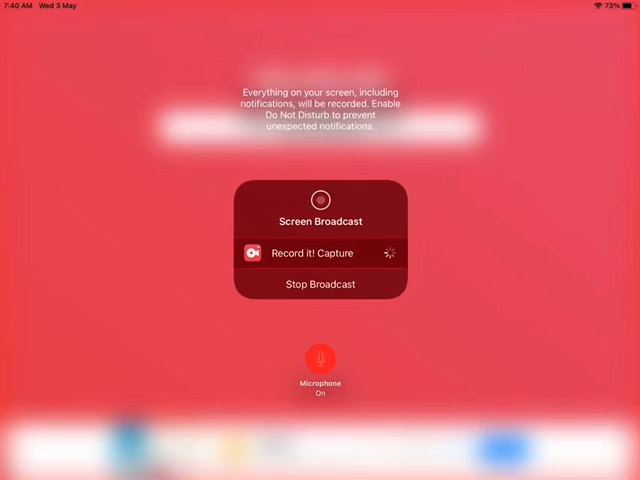 7:40 AM Wed 3 May
73%
Everything on your screen, including
notifications, will be recorded. Enable
Do Not Disturb to prevent
unexpected notifications.
Screen Broadcast
Record it! Capture
Stop Broadcast
Microphone
On